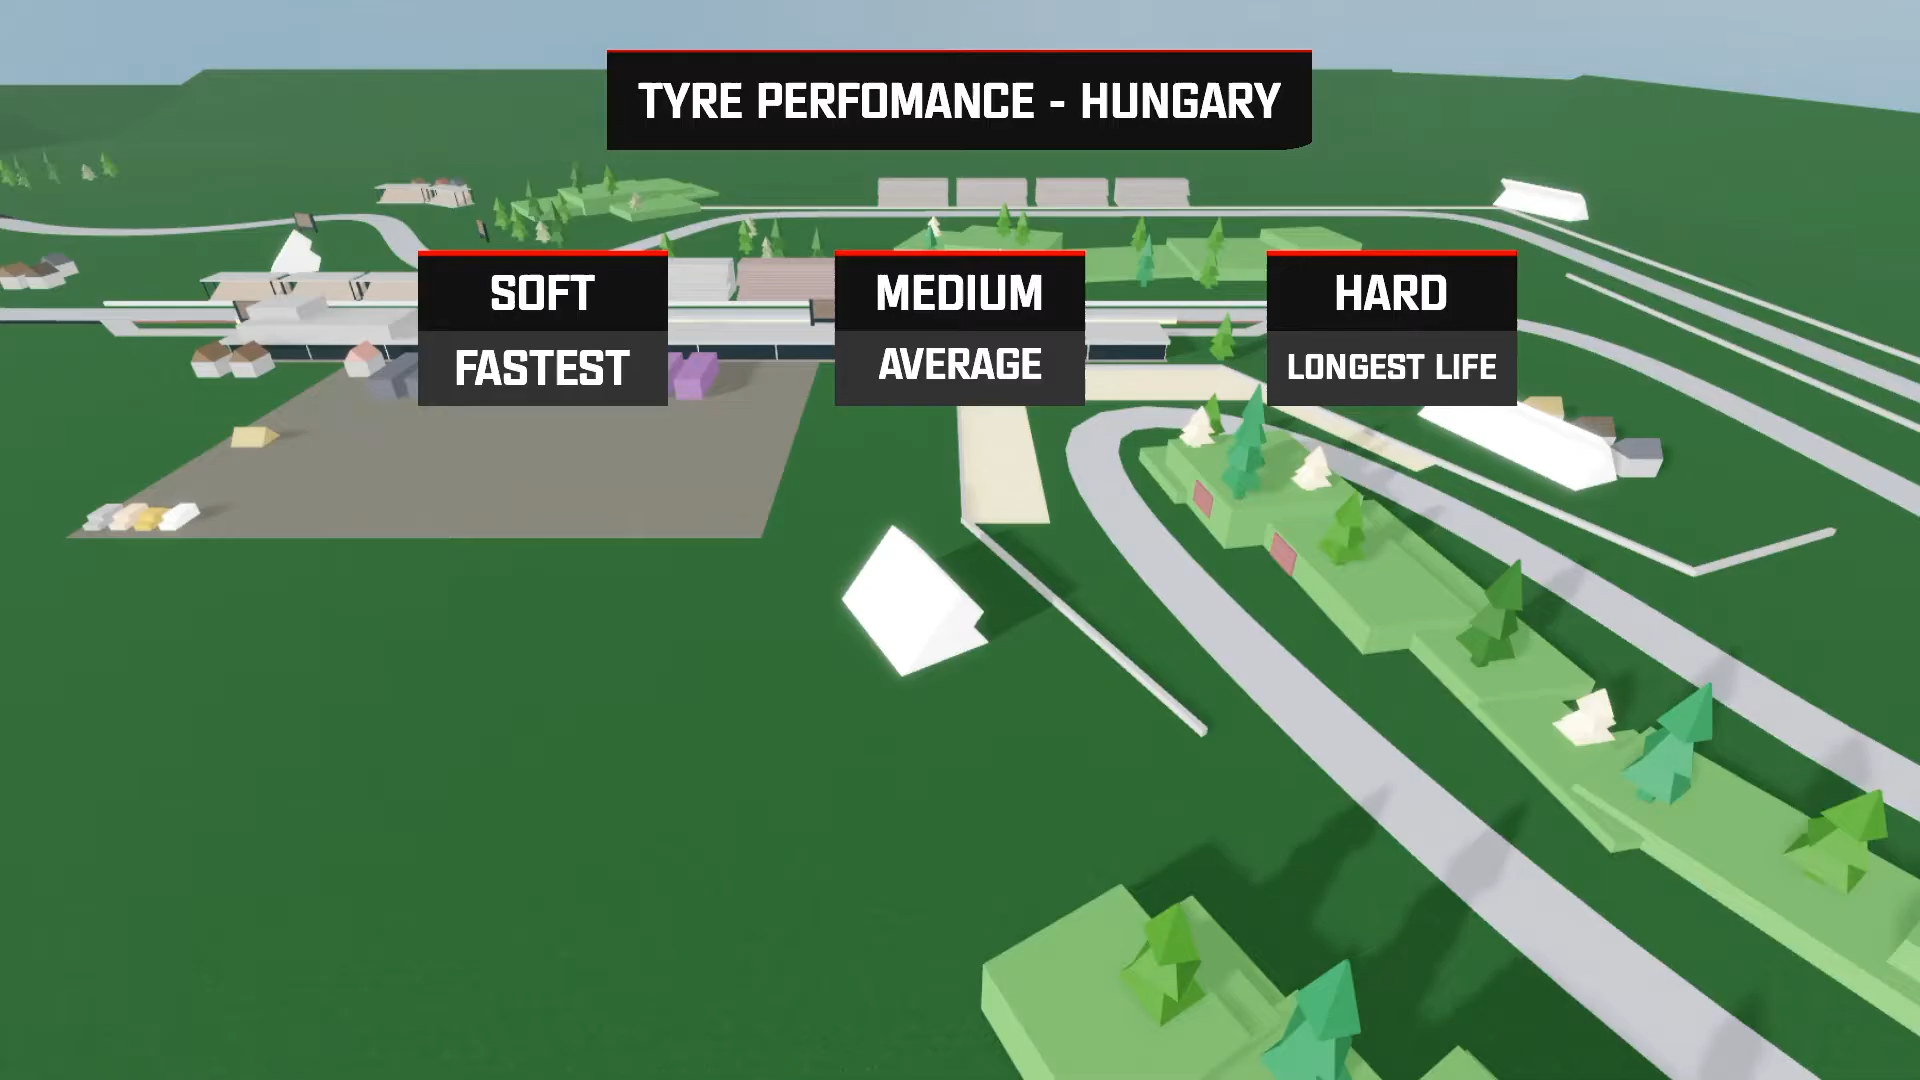 TYRE PERFOMANCE - HUNGARY
SOFT
FASTEST
MEDIUM
AVERAGE
HARD
LONGEST LIFE